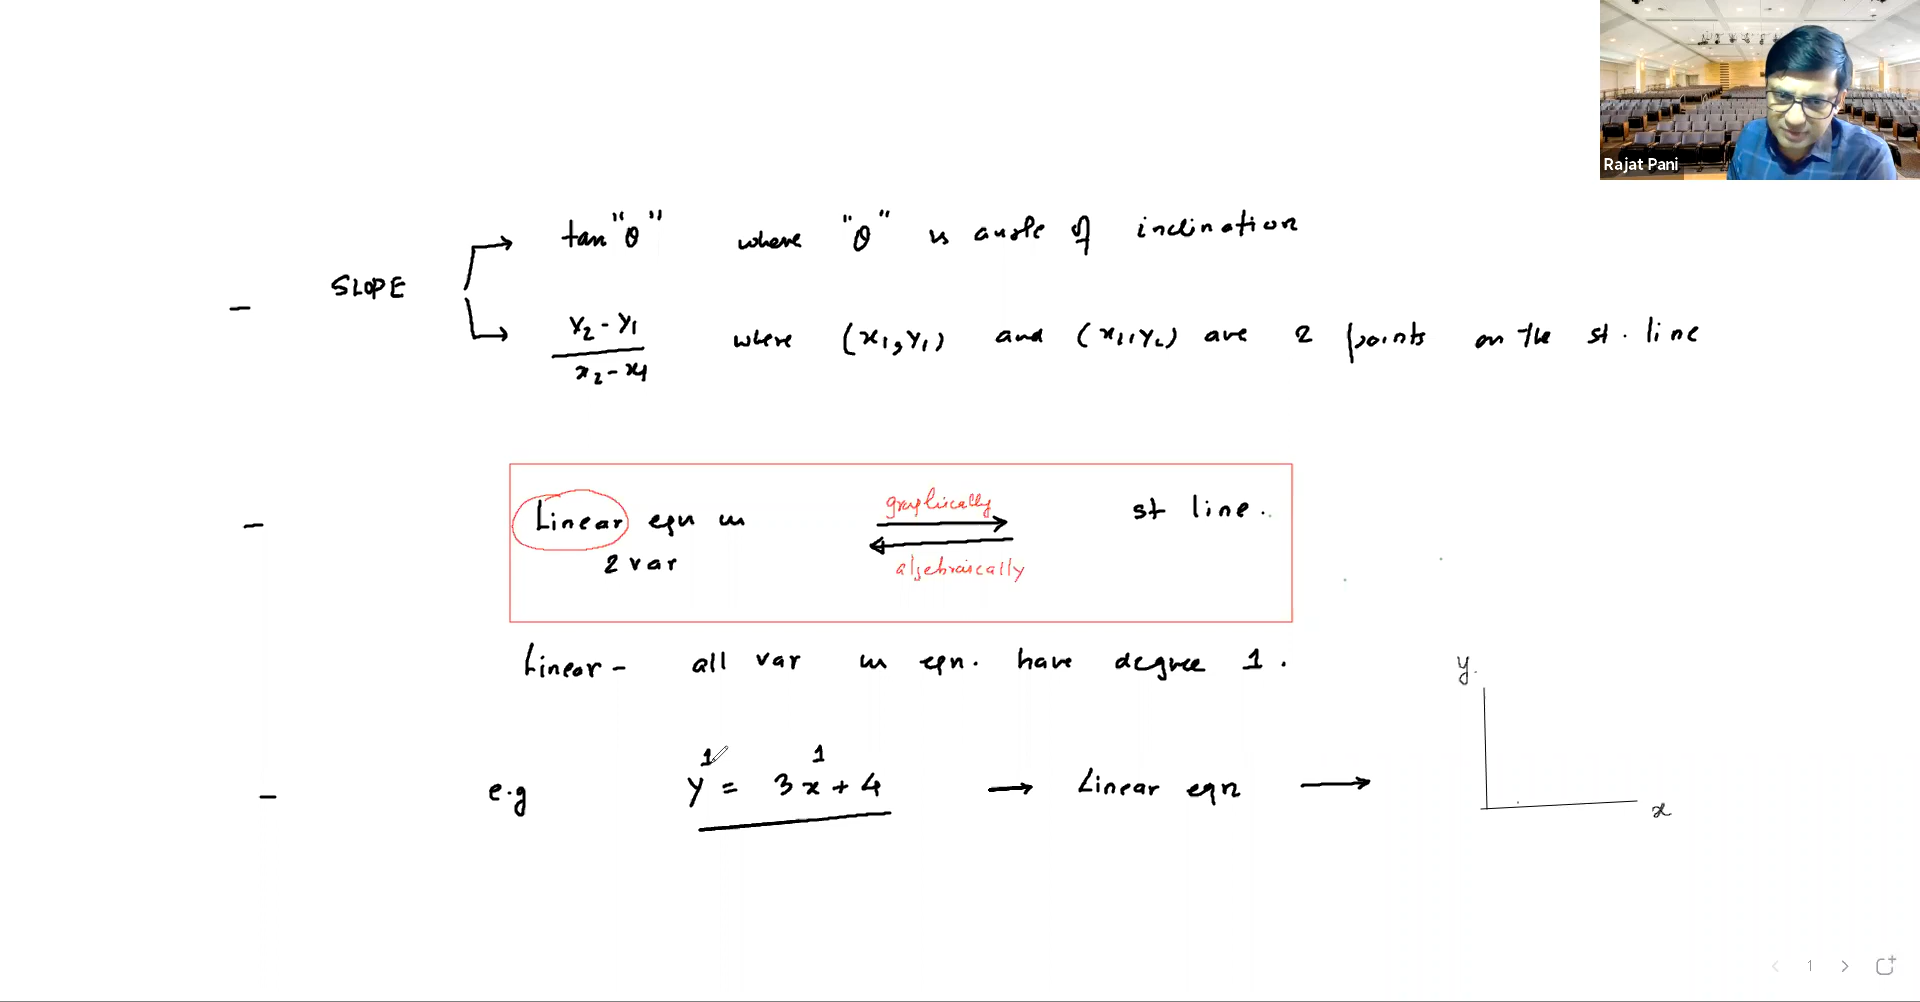 Rajat Pani
tan "θ" where "θ" is angle of inclination
- SLOPE
y2 - y1 / x2 - x1 where (x1, y1) and (x1, y2) are 2 points on the st. line
graphically
- Linear eqn in st line.
2 var
algebraically
Linear - all var in eqn. have degree 1.
y.
1 1
- e.g y = 3x + 4 → Linear eqn →
x
1